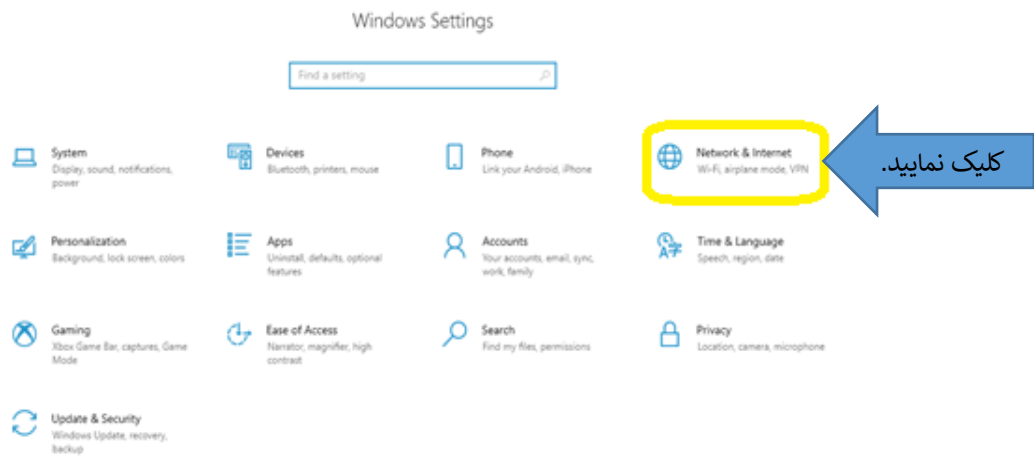 Windows Settings
Find a setting
System
Display, sound, notifications,
power
Devices
Bluetooth, printers, mouse
Phone
Link your Android, iPhone
Network & Internet
Wi-Fi, airplane mode, VPN
کلیک نمایید.
Personalization
Background, lock screen, colors
Apps
Uninstall, defaults, optional
features
Accounts
Your accounts, email, sync,
work, family
Time & Language
Speech, region, date
Gaming
Xbox Game Bar, captures, Game
Mode
Ease of Access
Narrator, magnifier, high
contrast
Search
Find my files, permissions
Privacy
Location, camera, microphone
Update & Security
Windows Update, recovery,
backup